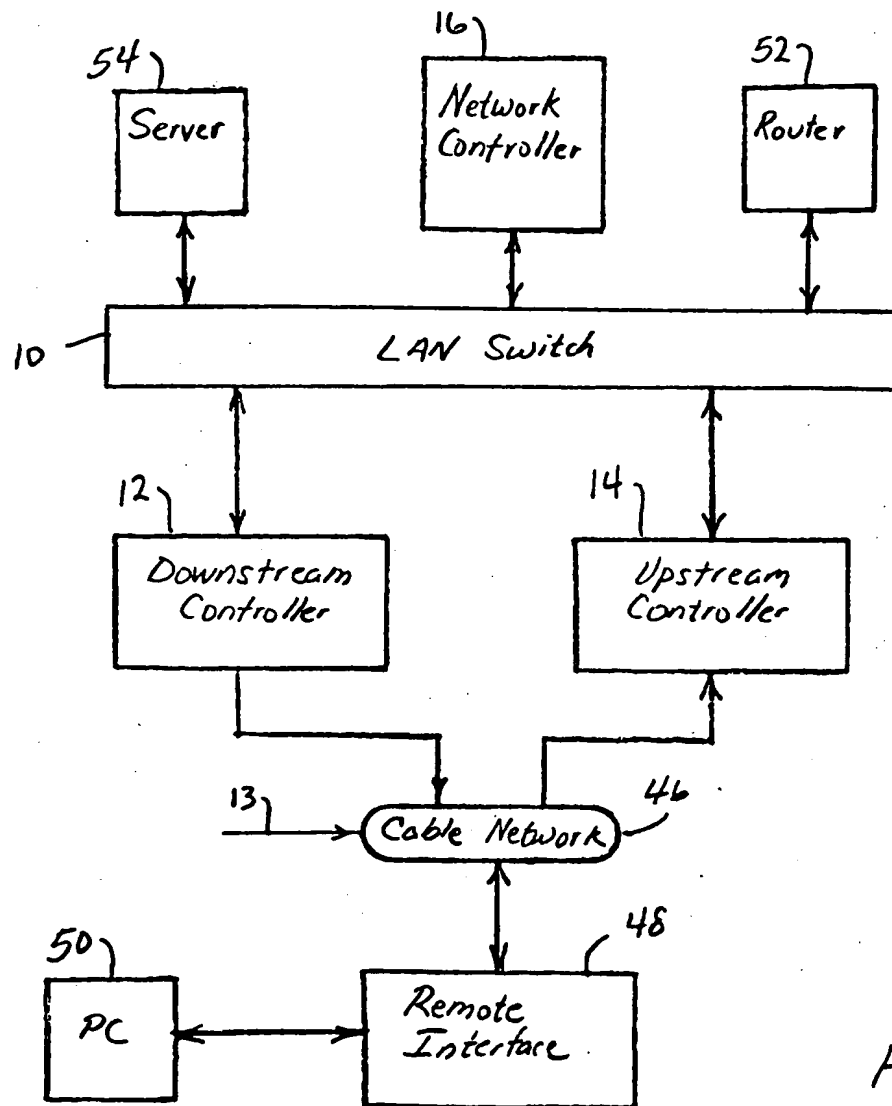 54
16
52
Server
Network
Controller
Router
10
LAN Switch
12
14
Downstream
Controller
Upstream
Controller
13
Cable Network
46
50
48
PC
Remote
Interface